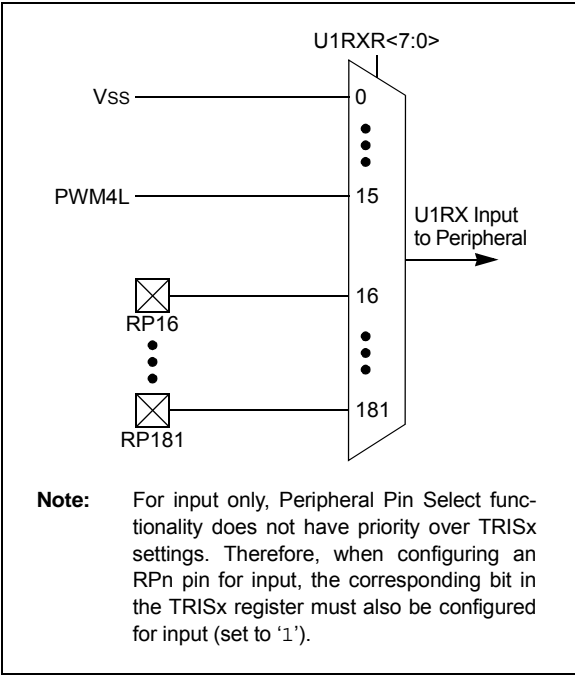 U1RXR<7:0>
Vss
0
PWM4L
15
U1RX Input
to Peripheral
16
RP16
181
RP181
Note: For input only, Peripheral Pin Select func-
tionality does not have priority over TRISx
settings. Therefore, when configuring an
RPn pin for input, the corresponding bit in
the TRISx register must also be configured
for input (set to ‘1’).